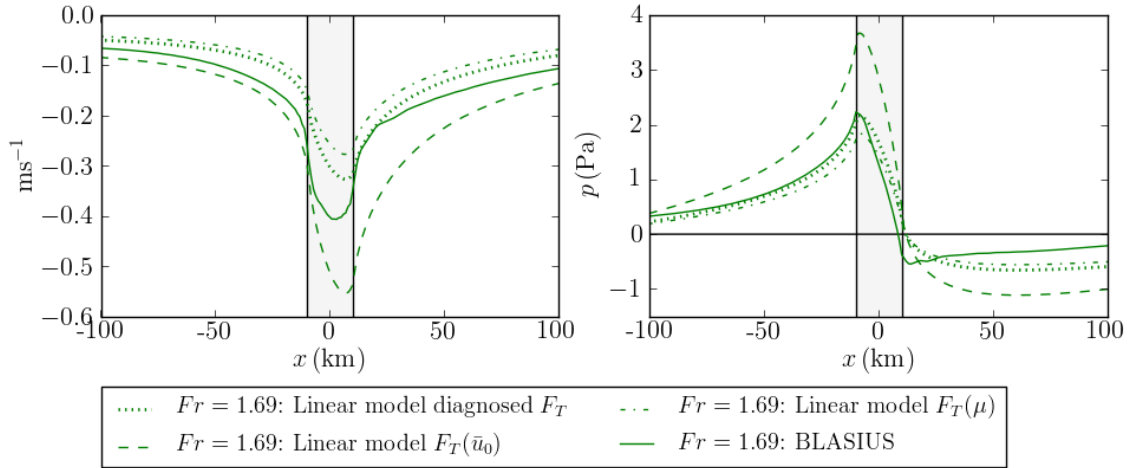 0.0
−0.1
−0.2
−0.3
−0.4
−0.5
−0.6
ms⁻¹
-100 -50 0 50 100
x (km)
4
3
2
1
0
−1
p (Pa)
-100 -50 0 50 100
x (km)
Fr = 1.69: Linear model diagnosed F_T
Fr = 1.69: Linear model F_T(ū₀)
Fr = 1.69: Linear model F_T(μ)
Fr = 1.69: BLASIUS